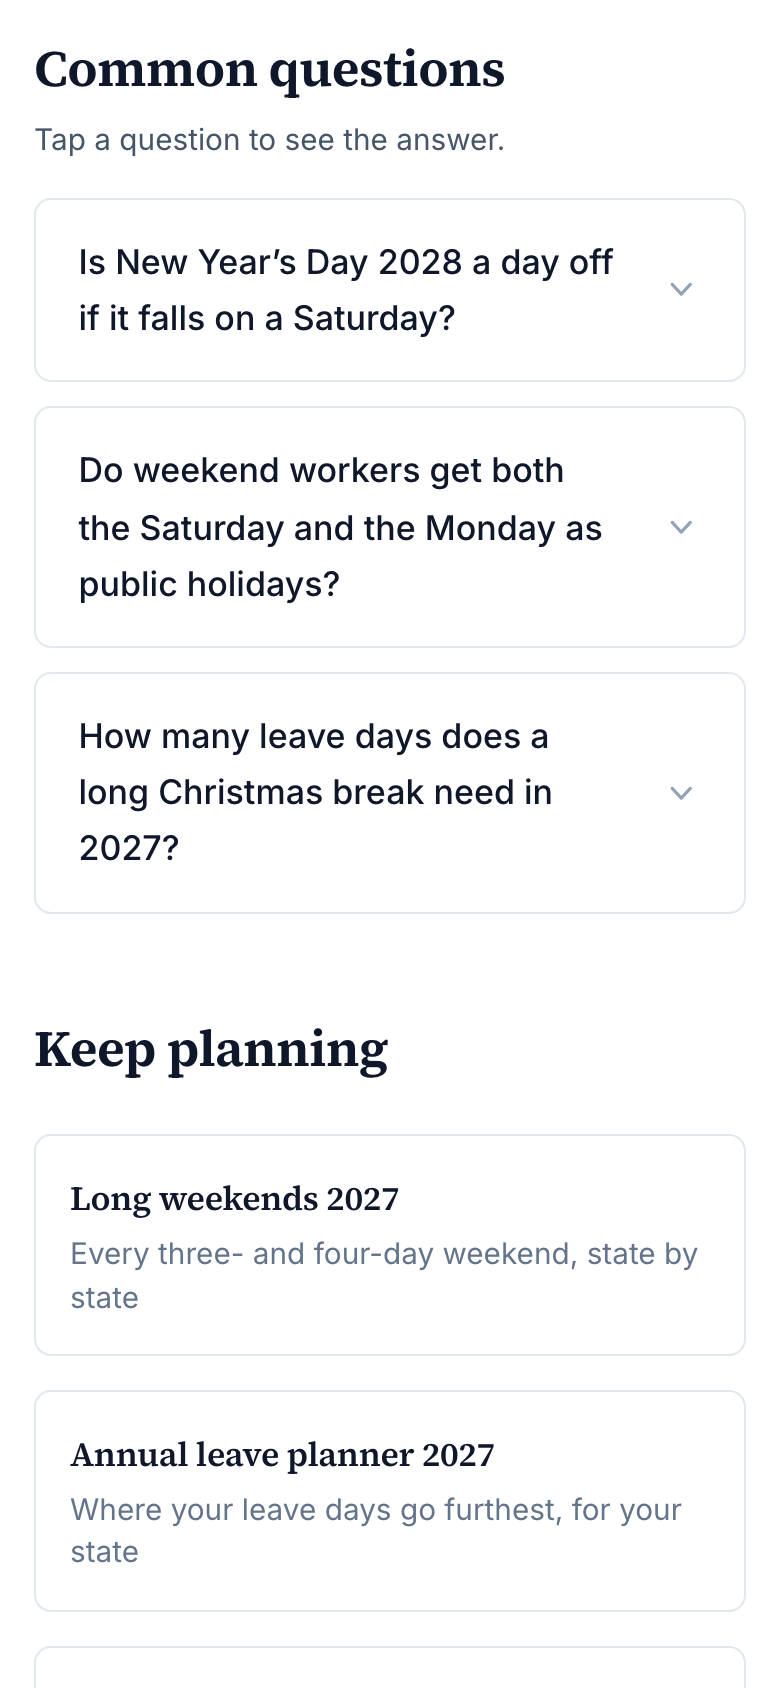 Common questions
Tap a question to see the answer.
Is New Year’s Day 2028 a day off
if it falls on a Saturday?
Do weekend workers get both
the Saturday and the Monday as
public holidays?
How many leave days does a
long Christmas break need in
2027?
Keep planning
Long weekends 2027
Every three- and four-day weekend, state by
state
Annual leave planner 2027
Where your leave days go furthest, for your
state